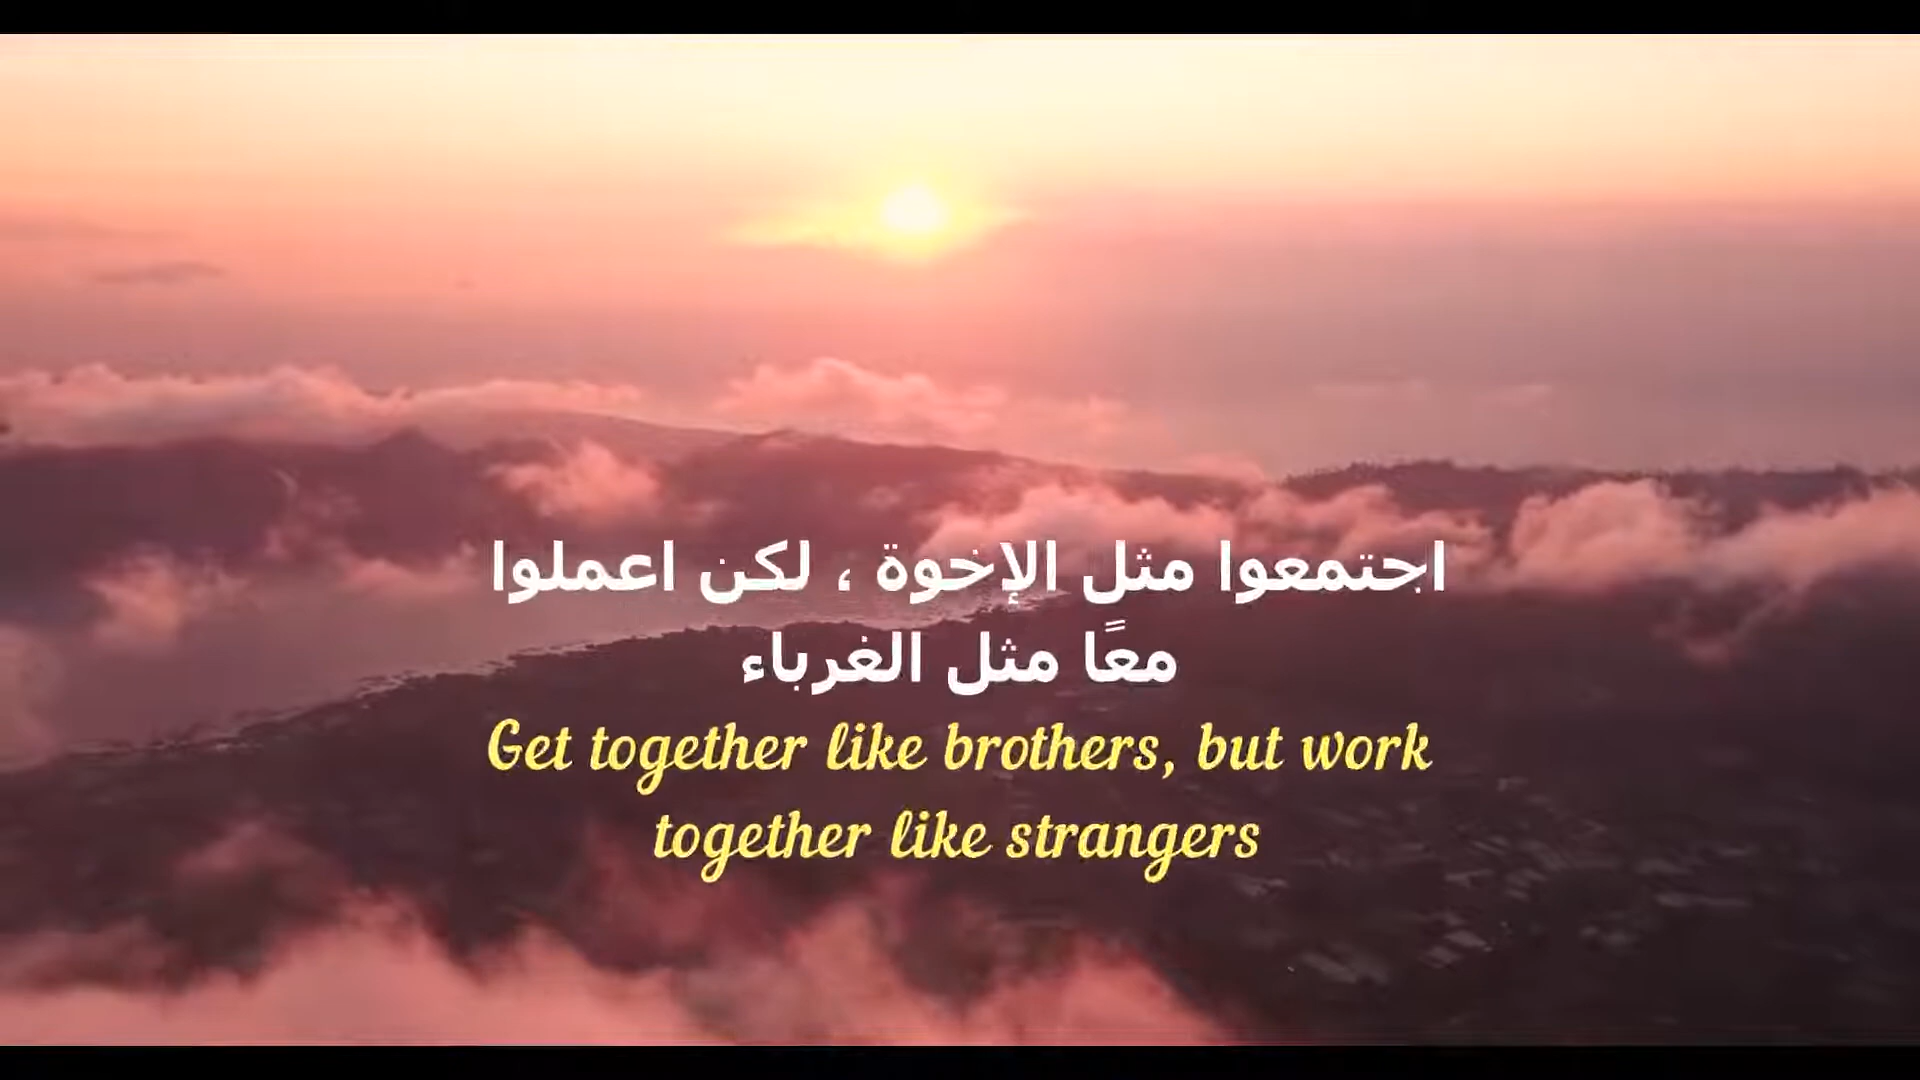 اجتمعوا مثل الإخوة ، لكن اعملوا
معًا مثل الغرباء
Get together like brothers, but work
together like strangers